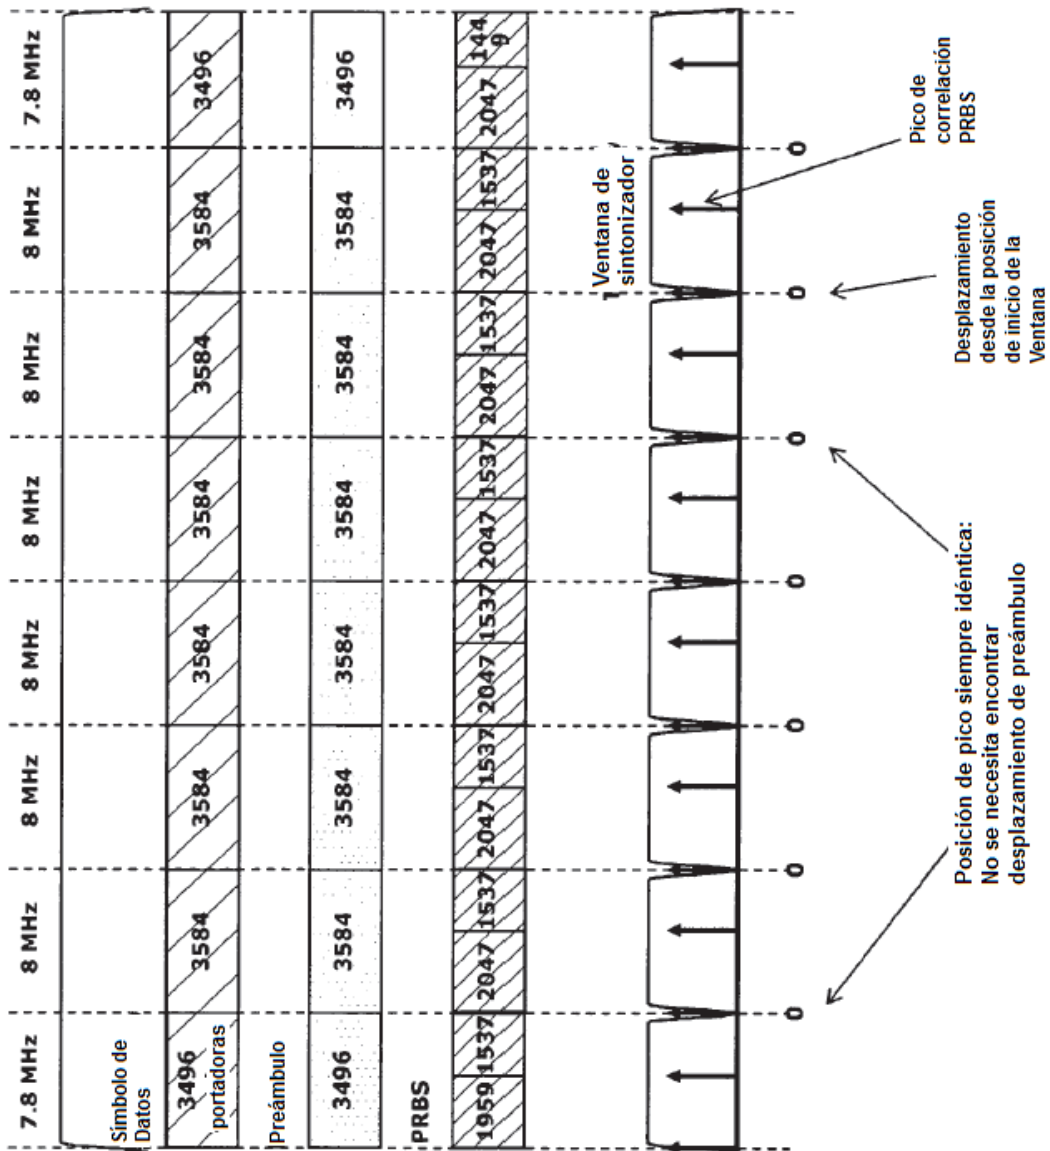 7.8 MHz 8 MHz 8 MHz 8 MHz 8 MHz 8 MHz 8 MHz 7.8 MHz
Símbolo de
Datos
3496 3584 3584 3584 3584 3584 3584 3496
portadoras
Preámbulo
3496 3584 3584 3584 3584 3584 3584 3496
PRBS
1959 1537 2047 1537 2047 1537 2047 1537 2047 1537 2047 1537 2047 1537 2047 144
9
Ventana de
sintonizador
0 0 0 0 0 0 0
Pico de
correlación
PRBS
Desplazamiento
desde la posición
de inicio de la
Ventana
Posición de pico siempre idéntica:
No se necesita encontrar
desplazamiento de preámbulo